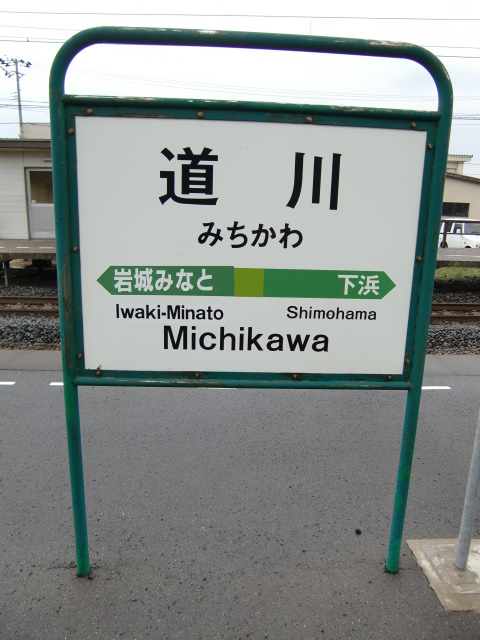 道川
みちかわ
岩城みなと 下浜
Iwaki-Minato Shimohama
Michikawa